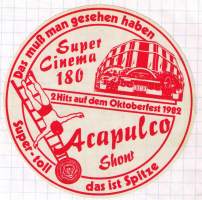 Das muß man gesehen haben
Super
Cinema
180
2 Hits auf dem Oktoberfest 1982
Acapulco
Show
Super-toll
das ist Spitze